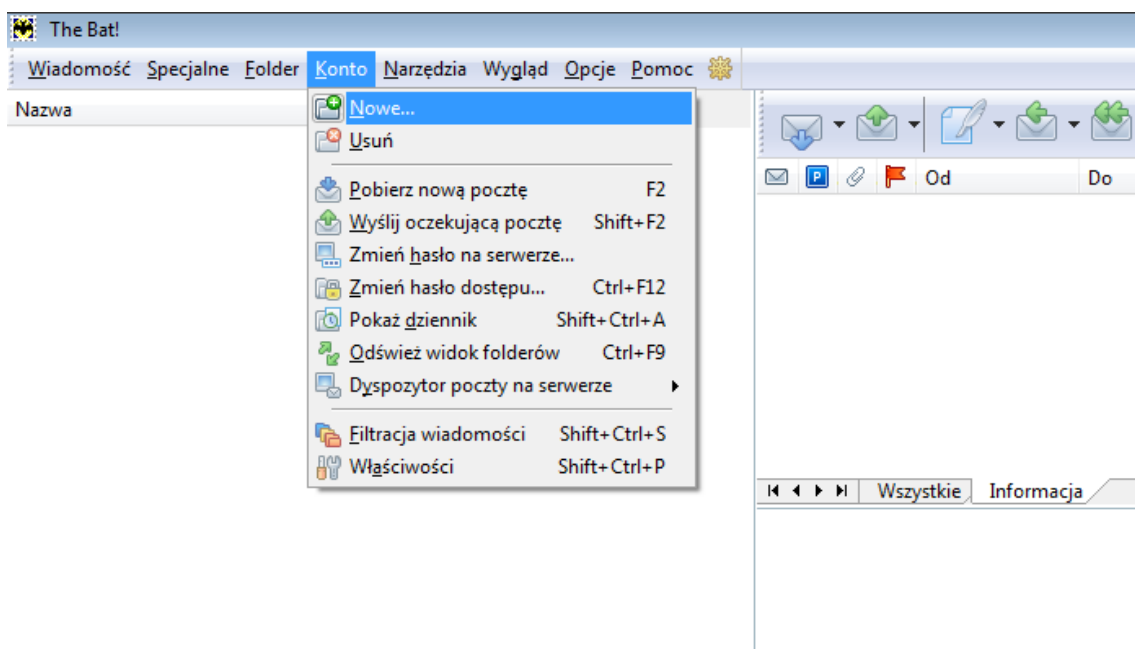 The Bat!
Wiadomość Specjalne Folder Konto Narzędzia Wygląd Opcje Pomoc
Nazwa
Nowe...
Usuń
Pobierz nową pocztę F2
Wyślij oczekującą pocztę Shift+F2
Zmień hasło na serwerze...
Zmień hasło dostępu... Ctrl+F12
Pokaż dziennik Shift+Ctrl+A
Odśwież widok folderów Ctrl+F9
Dyspozytor poczty na serwerze
Filtracja wiadomości Shift+Ctrl+S
Właściwości Shift+Ctrl+P
P Od Do
Wszystkie Informacja